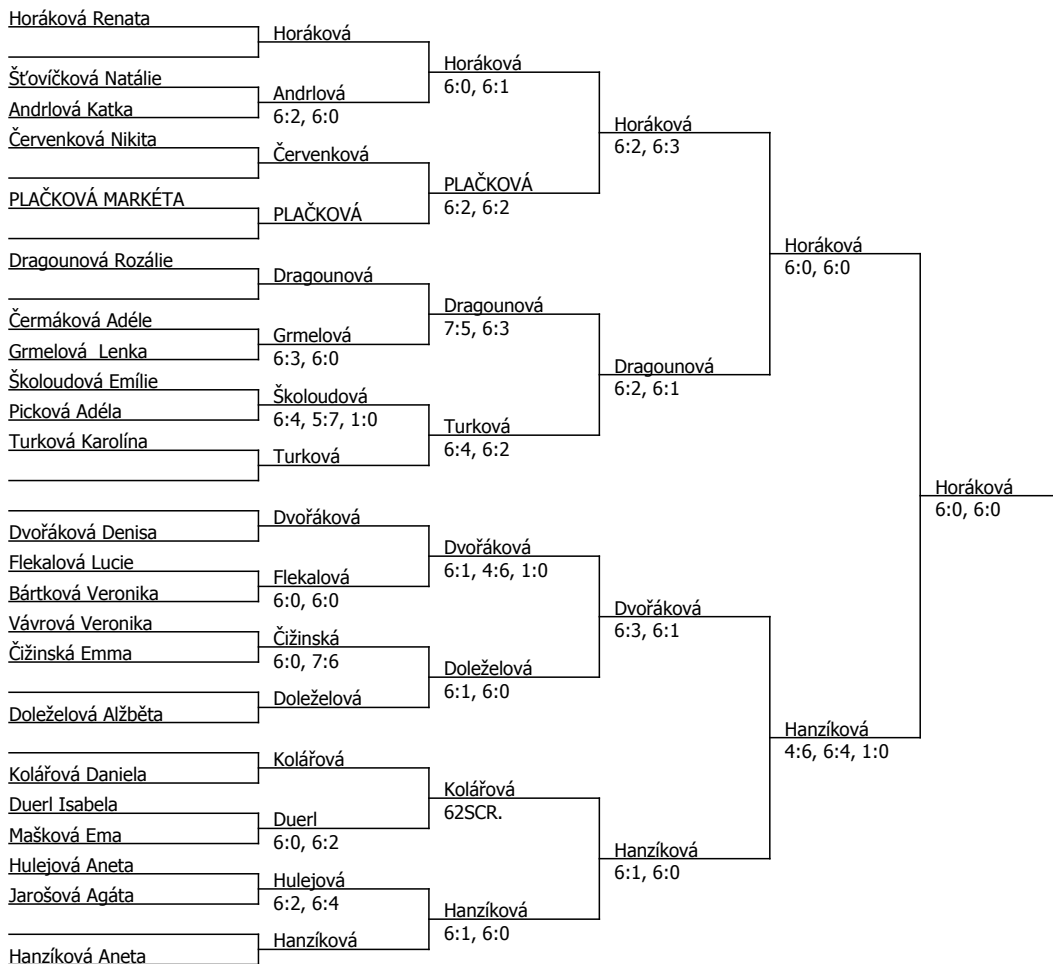 Horáková Renata
Horáková
Horáková
6:0, 6:1
Šťovíčková Natálie
Andrlová
Andrlová Katka
6:2, 6:0
Horáková
6:2, 6:3
Červenková Nikita
Červenková
PLAČKOVÁ
6:2, 6:2
PLAČKOVÁ MARKÉTA
PLAČKOVÁ
Horáková
6:0, 6:0
Dragounová Rozálie
Dragounová
Dragounová
7:5, 6:3
Čermáková Adéle
Grmelová
Grmelová Lenka
6:3, 6:0
Dragounová
6:2, 6:1
Školoudová Emílie
Školoudová
Picková Adéla
6:4, 5:7, 1:0
Turková
6:4, 6:2
Turková Karolína
Turková
Horáková
6:0, 6:0
Dvořáková
Dvořáková Denisa
Dvořáková
6:1, 4:6, 1:0
Flekalová Lucie
Flekalová
Bártková Veronika
6:0, 6:0
Dvořáková
6:3, 6:1
Vávrová Veronika
Čižinská
Čižinská Emma
6:0, 7:6
Doleželová
6:1, 6:0
Doleželová
Doleželová Alžběta
Hanzíková
4:6, 6:4, 1:0
Kolářová
Kolářová Daniela
Kolářová
62SCR.
Duerl Isabela
Duerl
Mašková Ema
6:0, 6:2
Hanzíková
6:1, 6:0
Hulejová Aneta
Hulejová
Jarošová Agáta
6:2, 6:4
Hanzíková
6:1, 6:0
Hanzíková
Hanzíková Aneta